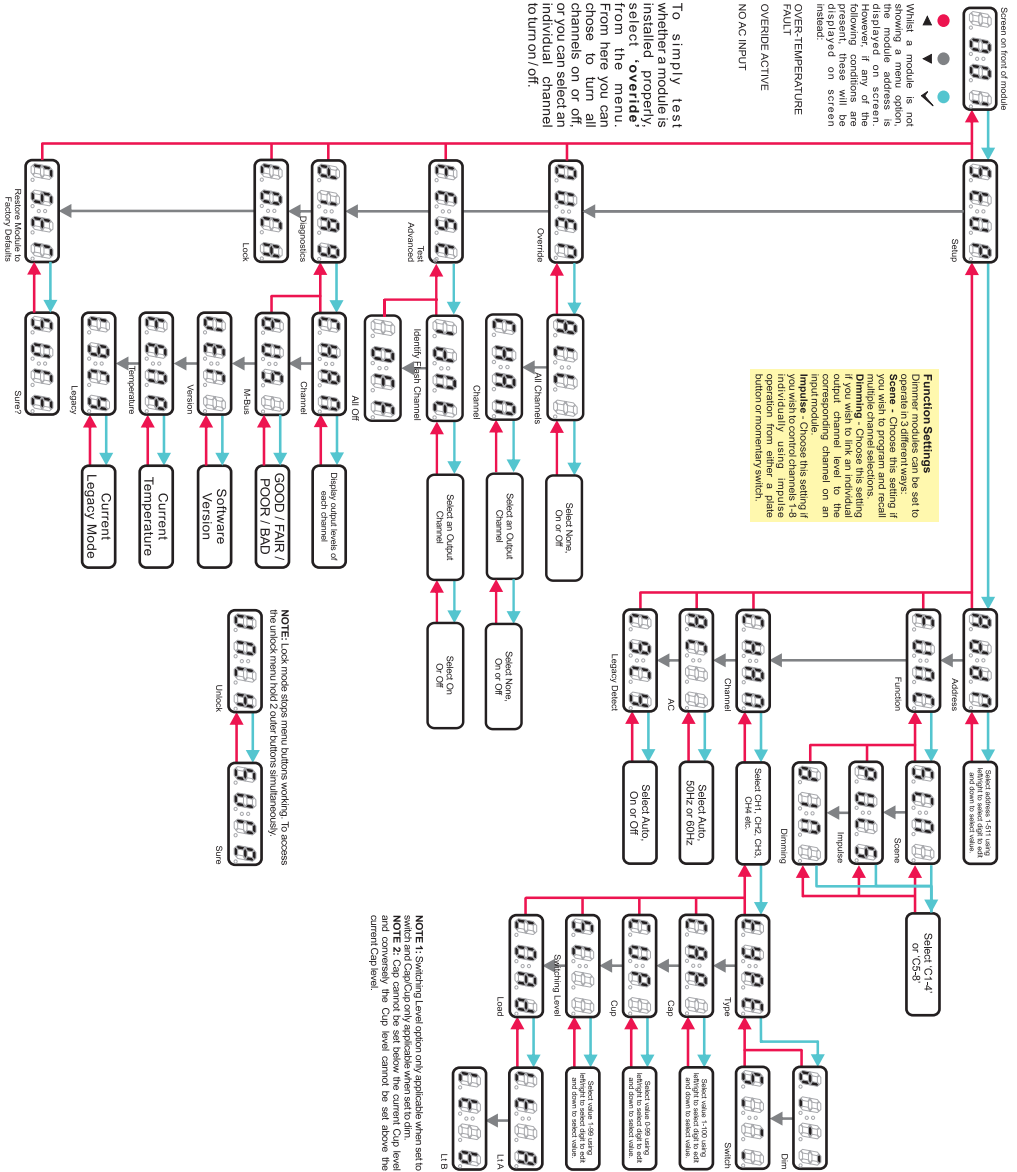 Screen on front of module
Whilst a module is not
showing a menu option,
the module address is
displayed on screen.
However, if any of the
following conditions are
present, these will be
displayed on screen
instead:
OVER-TEMPERATURE
FAULT
OVERIDE ACTIVE
NO AC INPUT
To simply test
whether a module is
installed properly,
select 'overide'
from the menu.
From here you can
chose to turn all
channels on or off,
or you can select an
individual channel
to turn on / off.
Setup
Override
Test
Advanced
Diagnostics
Lock
Restore Module to
Factory Defaults
Function Settings
Dimmer modules can be set to
operate in 3 different ways:
Scene - Choose this setting if
you wish to program and recall
multiple channel selections.
Dimming - Choose this setting
if you wish to link an individual
output channel level to the
corresponding channel on an
input module.
Impulse - Choose this setting if
you wish to control channels 1-8
individually using impulse
operation from either a plate
button or momentary switch.
All Channels
Select None,
On or Off
Channel
Select an Output
Channel
Select None,
On or Off
Identify Flash Channel
Select an Output
Channel
Select On
Or Off
All Off
Channel
Display output levels of
each channel
M-Bus
GOOD / FAIR /
POOR / BAD
Version
Software
Version
Temperature
Current
Temperature
Legacy
Current
Legacy Mode
Sure?
NOTE: Lock mode stops menu buttons working. To access
the unlock menu hold 2 outer buttons simultaneously.
Unlock
Sure
Address
Select address 1-511 using
left/right to select digit to edit
and down to select value.
Function
Scene
Impulse
Dimming
Select 'C1-4'
or 'C5-8'
Channel
Select CH1, CH2, CH3,
CH4 etc.
AC
Select Auto,
50Hz or 60Hz
Legacy Detect
Select Auto,
On or Off
Type
Dim
Switch
Cap
Select value 1-100 using
left/right to select digit to edit
and down to select value.
Cup
Select value 0-99 using
left/right to select digit to edit
and down to select value.
Switching Level
Select value 1-99 using
left/right to select digit to edit
and down to select value.
Load
Lt A
Lt B
NOTE 1: Switching Level option only applicable when set to
switch and Cap/Cup only applicable when set to dim.
NOTE 2: Cap cannot be set below the current Cup level
and conversely the Cup level cannot be set above the
current Cap level.